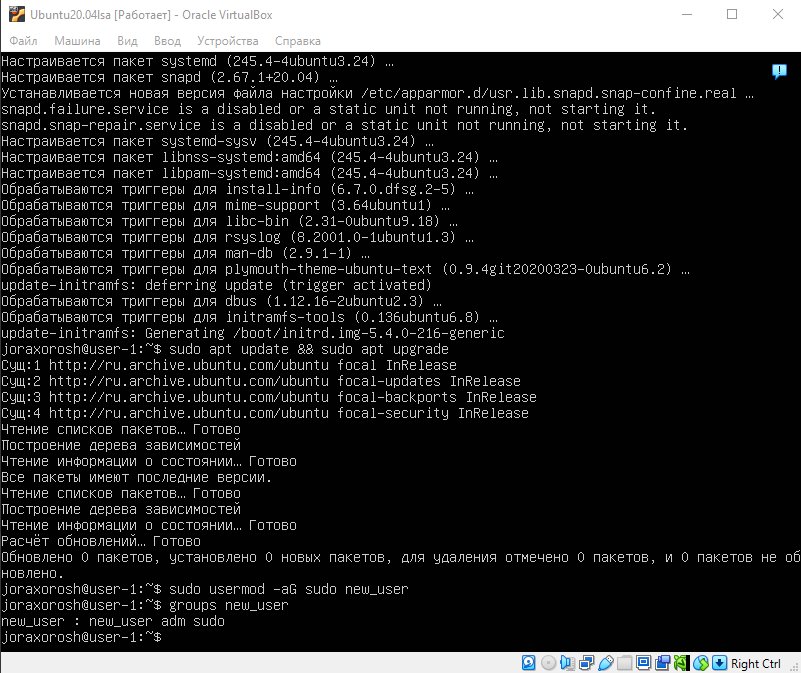 Ubuntu20.04lsa [Работает] - Oracle VirtualBox
Файл Машина Вид Ввод Устройства Справка
Настраивается пакет systemd (245.4-4ubuntu3.24) …
Настраивается пакет snapd (2.67.1+20.04) …
Устанавливается новая версия файла настройки /etc/apparmor.d/usr.lib.snapd.snap-confine.real …
snapd.failure.service is a disabled or a static unit not running, not starting it.
snapd.snap-repair.service is a disabled or a static unit not running, not starting it.
Настраивается пакет systemd-sysv (245.4-4ubuntu3.24) …
Настраивается пакет libnss-systemd:amd64 (245.4-4ubuntu3.24) …
Настраивается пакет libpam-systemd:amd64 (245.4-4ubuntu3.24) …
Обрабатываются триггеры для install-info (6.7.0.dfsg.2-5) …
Обрабатываются триггеры для mime-support (3.64ubuntu1) …
Обрабатываются триггеры для libc-bin (2.31-0ubuntu9.18) …
Обрабатываются триггеры для rsyslog (8.2001.0-1ubuntu1.3) …
Обрабатываются триггеры для man-db (2.9.1-1) …
Обрабатываются триггеры для plymouth-theme-ubuntu-text (0.9.4git20200323-0ubuntu6.2) …
update-initramfs: deferring update (trigger activated)
Обрабатываются триггеры для dbus (1.12.16-2ubuntu2.3) …
Обрабатываются триггеры для initramfs-tools (0.136ubuntu6.8) …
update-initramfs: Generating /boot/initrd.img-5.4.0-216-generic
joraxorosh@user-1:~$ sudo apt update && sudo apt upgrade
Сущ:1 http://ru.archive.ubuntu.com/ubuntu focal InRelease
Сущ:2 http://ru.archive.ubuntu.com/ubuntu focal-updates InRelease
Сущ:3 http://ru.archive.ubuntu.com/ubuntu focal-backports InRelease
Сущ:4 http://ru.archive.ubuntu.com/ubuntu focal-security InRelease
Чтение списков пакетов… Готово
Построение дерева зависимостей
Чтение информации о состоянии… Готово
Все пакеты имеют последние версии.
Чтение списков пакетов… Готово
Построение дерева зависимостей
Чтение информации о состоянии… Готово
Расчёт обновлений… Готово
Обновлено 0 пакетов, установлено 0 новых пакетов, для удаления отмечено 0 пакетов, и 0 пакетов не об
новлено.
joraxorosh@user-1:~$ sudo usermod -aG sudo new_user
joraxorosh@user-1:~$ groups new_user
new_user : new_user adm sudo
joraxorosh@user-1:~$
Right Ctrl